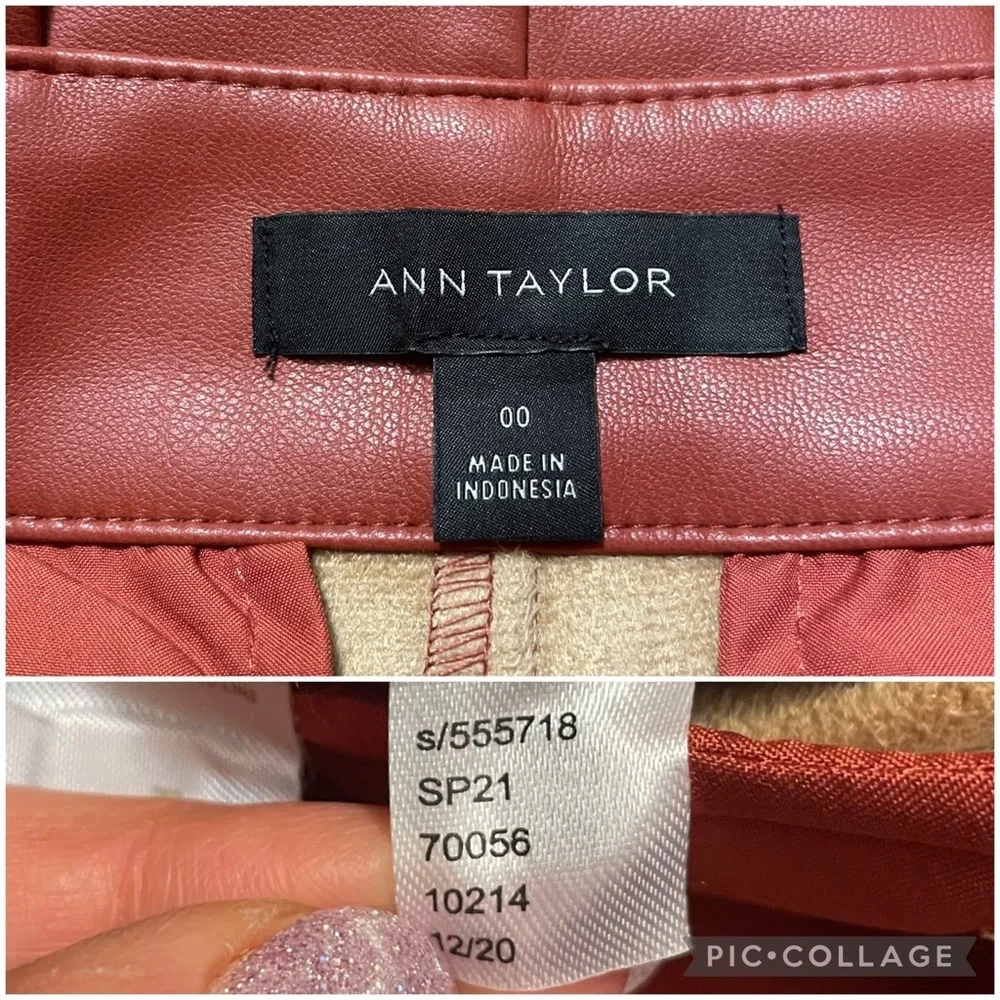 ANN TAYLOR
00
MADE IN
INDONESIA
s/555718
SP21
70056
10214
12/20
PIC•COLLAGE